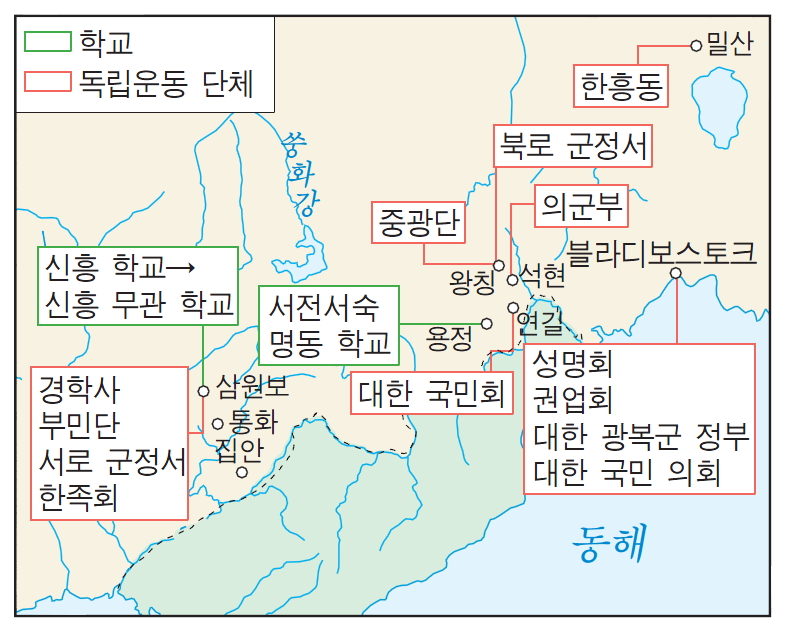 학교
독립운동 단체
밀산
한흥동
쑹화강
북로 군정서
의군부
중광단
블라디보스토크
왕칭
석현
신흥 학교→
신흥 무관 학교
서전서숙
명동 학교
용정
연길
성명회
권업회
대한 광복군 정부
대한 국민 의회
경학사
부민단
서로 군정서
한족회
삼원보
통화
집안
대한 국민회
동해